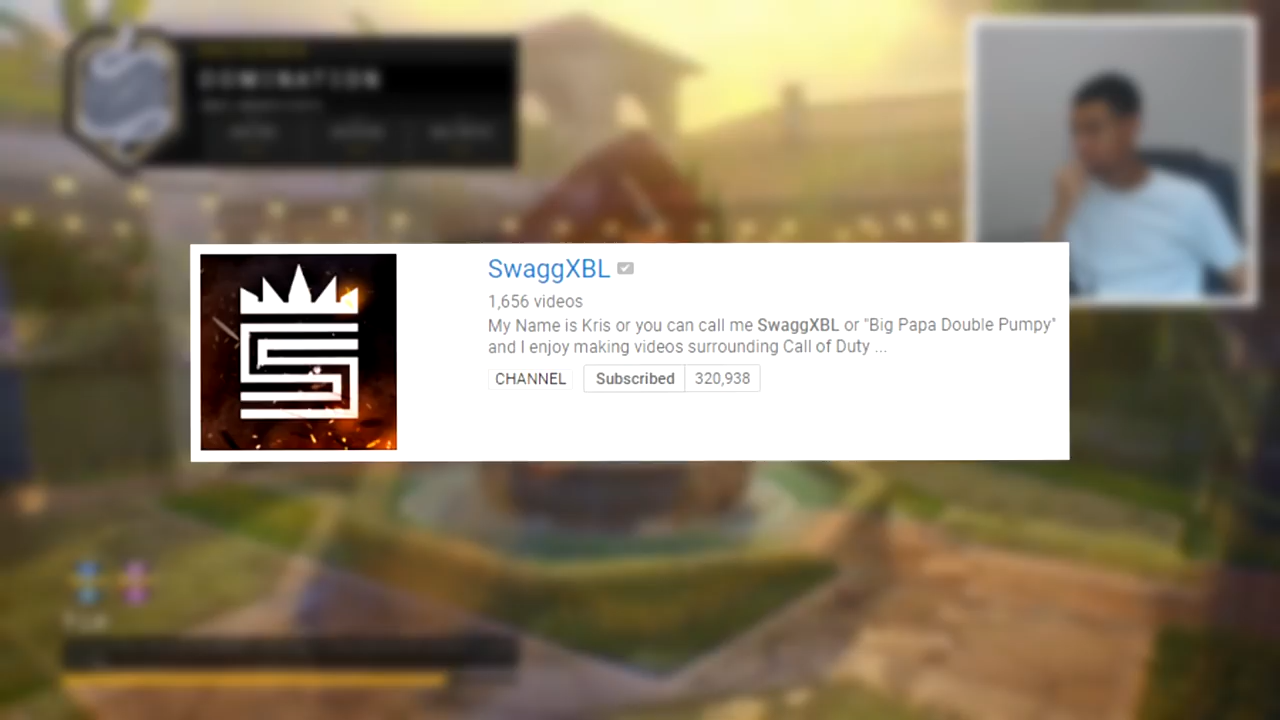 DOMINATION
SwaggXBL
1,656 videos
My Name is Kris or you can call me SwaggXBL or "Big Papa Double Pumpy"
and I enjoy making videos surrounding Call of Duty ...
CHANNEL Subscribed 320,938